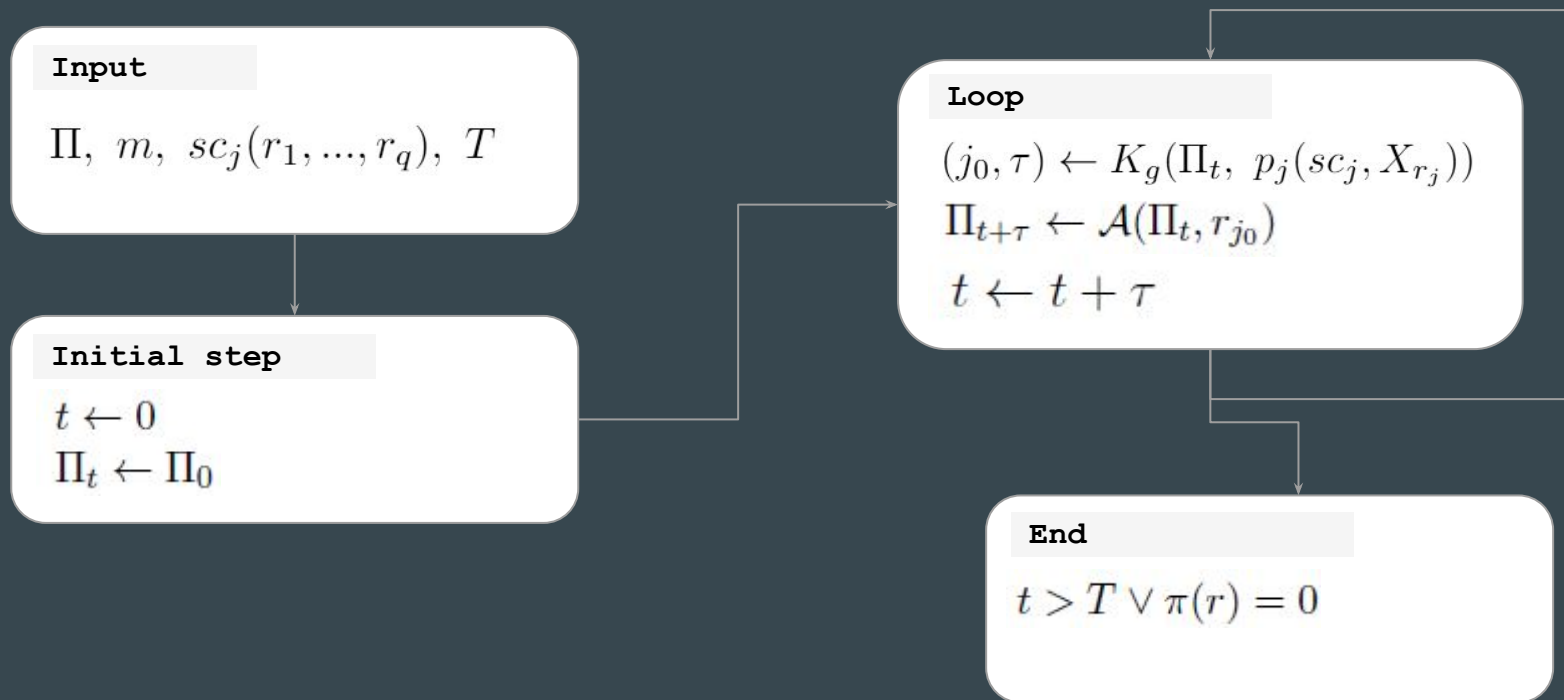 Input
Π, m, sc_j(r_1, ..., r_q), T
Initial step
t ← 0
Π_t ← Π_0
Loop
(j_0, τ) ← K_g(Π_t, p_j(sc_j, X_{r_j}))
Π_{t+τ} ← 𝒜(Π_t, r_{j_0})
t ← t + τ
End
t > T ∨ π(r) = 0